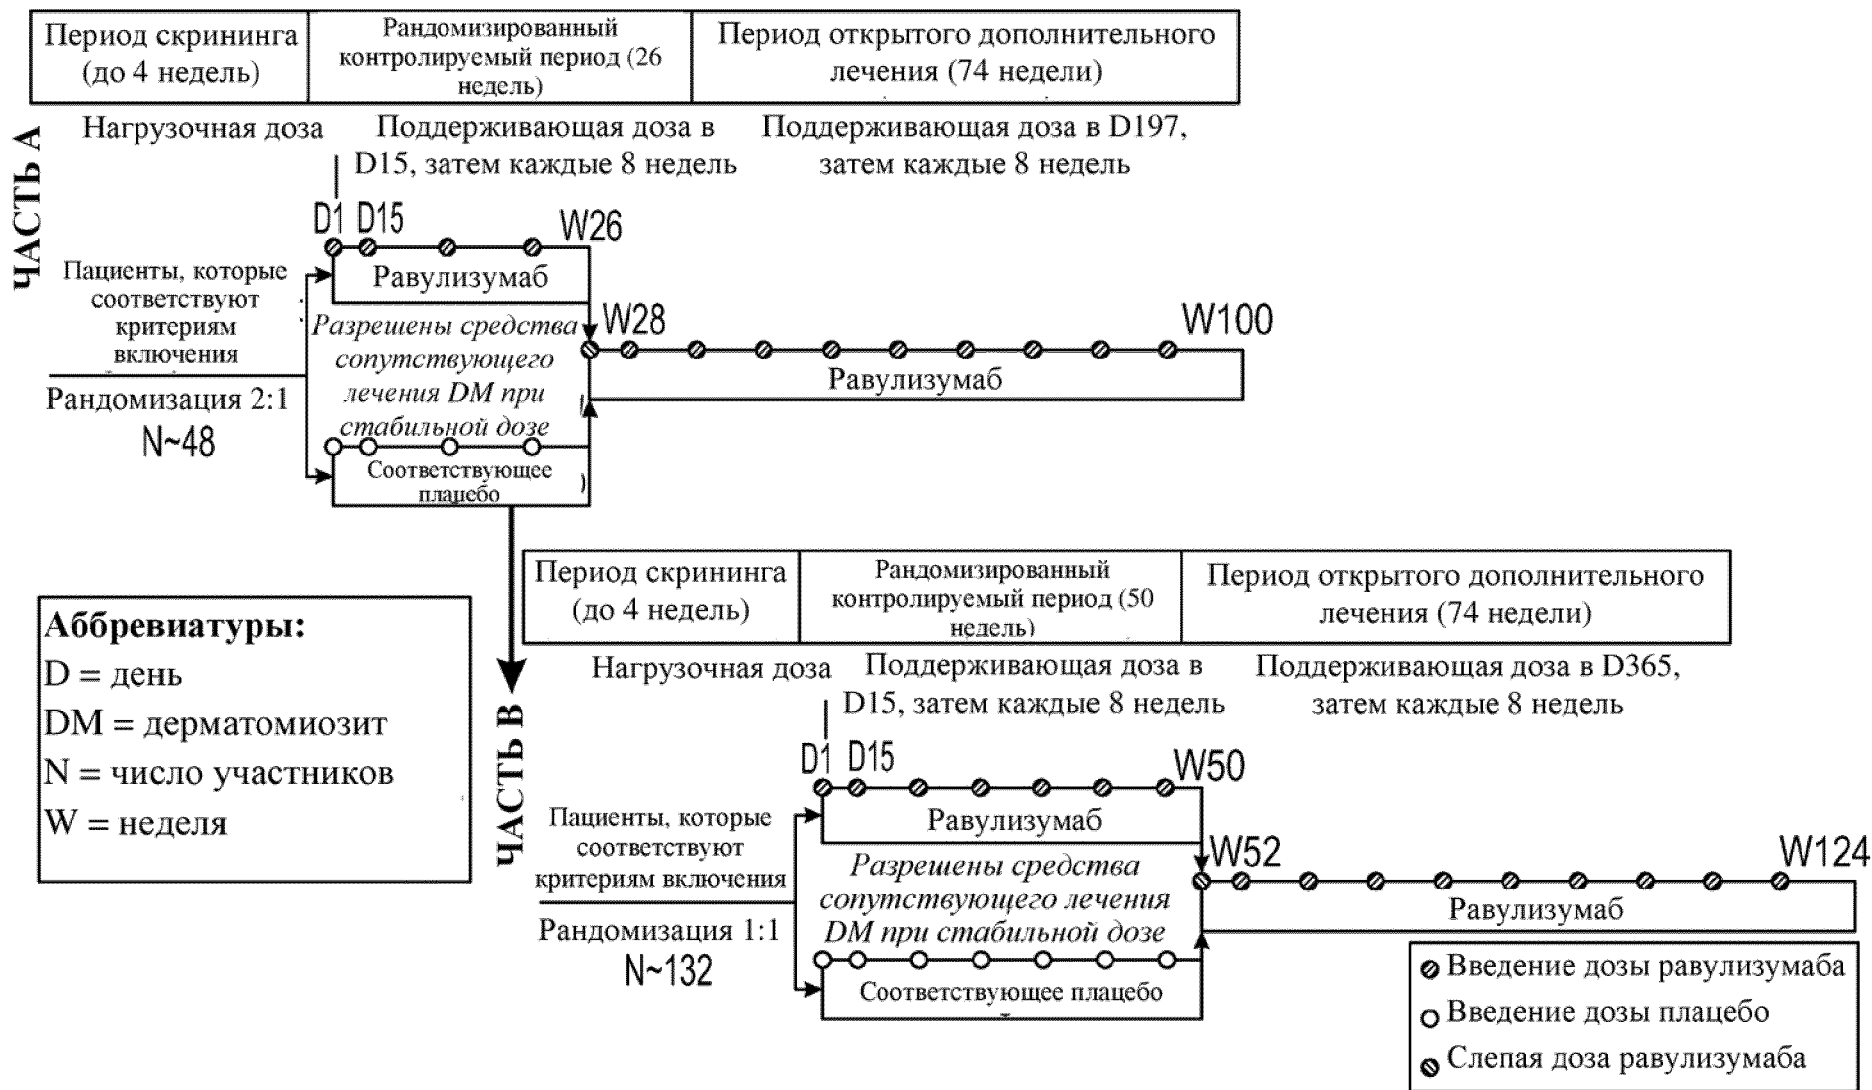 Период скрининга
(до 4 недель)
Рандомизированный
контролируемый период (26
недель)
Период открытого дополнительного
лечения (74 недели)
ЧАСТЬ A
Нагрузочная доза
Поддерживающая доза в
D15, затем каждые 8 недель
Поддерживающая доза в D197,
затем каждые 8 недель
D1
D15
W26
Пациенты, которые
соответствуют
критериям
включения
Рандомизация 2:1
N~48
Равулизумаб
Разрешены средства
сопутствующего
лечения DM при
стабильной дозе
W28
W100
Равулизумаб
Соответствующее
плацебо
Аббревиатуры:
D = день
DM = дерматомиозит
N = число участников
W = неделя
ЧАСТЬ B
Период скрининга
(до 4 недель)
Рандомизированный
контролируемый период (50
недель)
Период открытого дополнительного
лечения (74 недели)
Нагрузочная доза
Поддерживающая доза в
D15, затем каждые 8 недель
Поддерживающая доза в D365,
затем каждые 8 недель
D1
D15
W50
Пациенты, которые
соответствуют
критериям включения
Рандомизация 1:1
N~132
Равулизумаб
Разрешены средства
сопутствующего лечения
DM при стабильной дозе
W52
W124
Равулизумаб
Соответствующее плацебо
Введение дозы равулизумаба
Введение дозы плацебо
Слепая доза равулизумаба